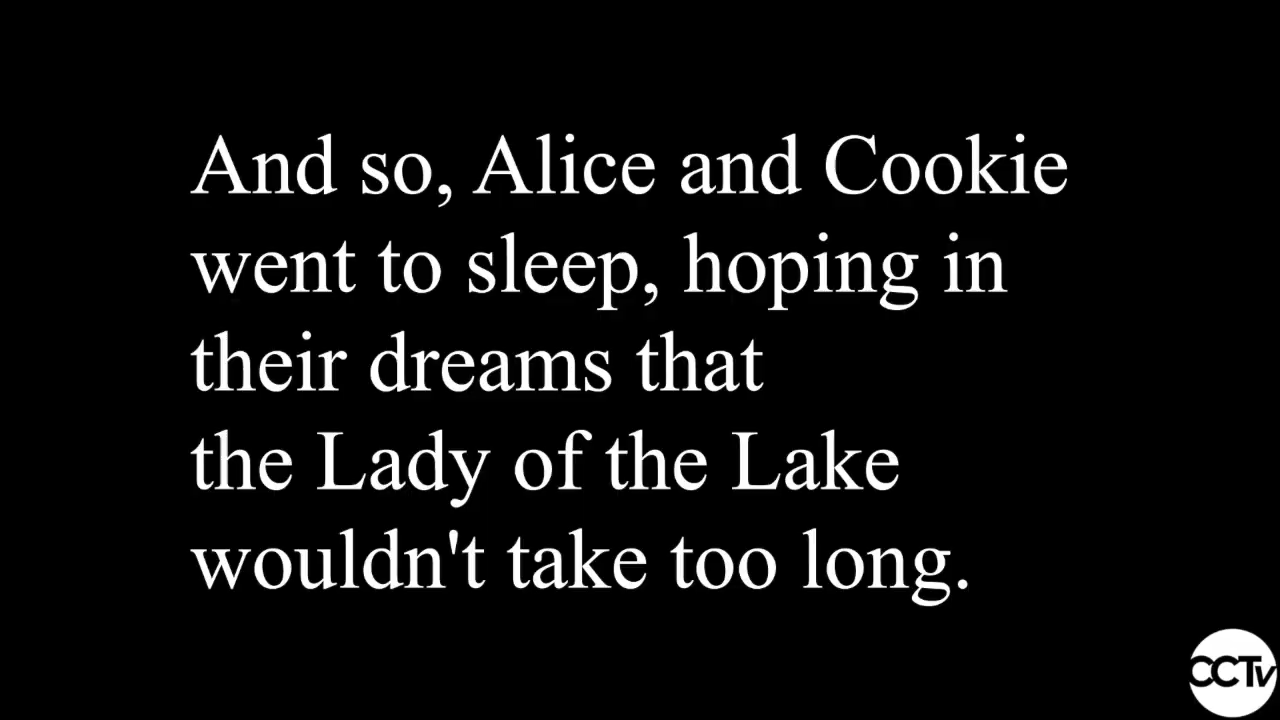 And so, Alice and Cookie
went to sleep, hoping in
their dreams that
the Lady of the Lake
wouldn't take too long.
CCTv